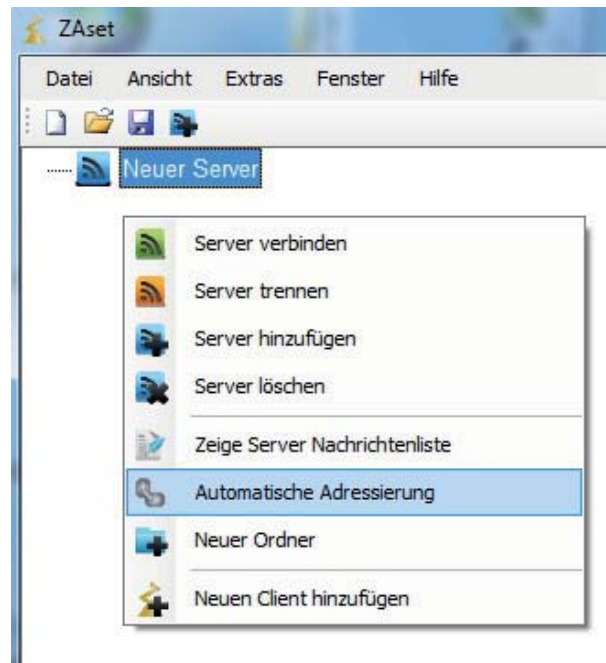 ZAset
Datei Ansicht Extras Fenster Hilfe
Neuer Server
Server verbinden
Server trennen
Server hinzufügen
Server löschen
Zeige Server Nachrichtenliste
Automatische Adressierung
Neuer Ordner
Neuen Client hinzufügen